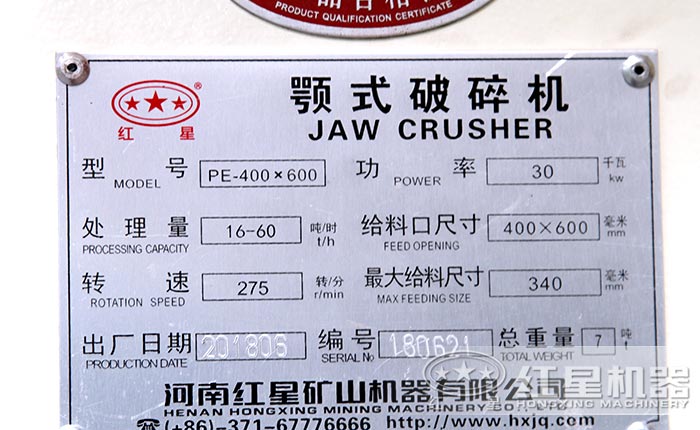 品合格
PRODUCT QUALIFICATION CERTIFICATE
红星®
颚式破碎机
JAW CRUSHER
型号 MODEL PE-400×600 功率 POWER 30 千瓦 kw
处理量 PROCESSING CAPACITY 16-60 吨/时 t/h 给料口尺寸 FEED OPENING 400×600 毫米 mm
转速 ROTATION SPEED 275 转/分 r/min 最大给料尺寸 MAX FEEDING SIZE 340 毫米 mm
出厂日期 PRODUCTION DATE 201806 编号 SERIAL No 180621 总重量 TOTAL WEIGHT 7 吨 t
河南红星矿山机器有限公司
HENAN HONGXING MINING MACHINERY CO., LTD
☎(+86)-371-67776666 http://www.hxjq.com
红星机器
HONGXING MACHINERY